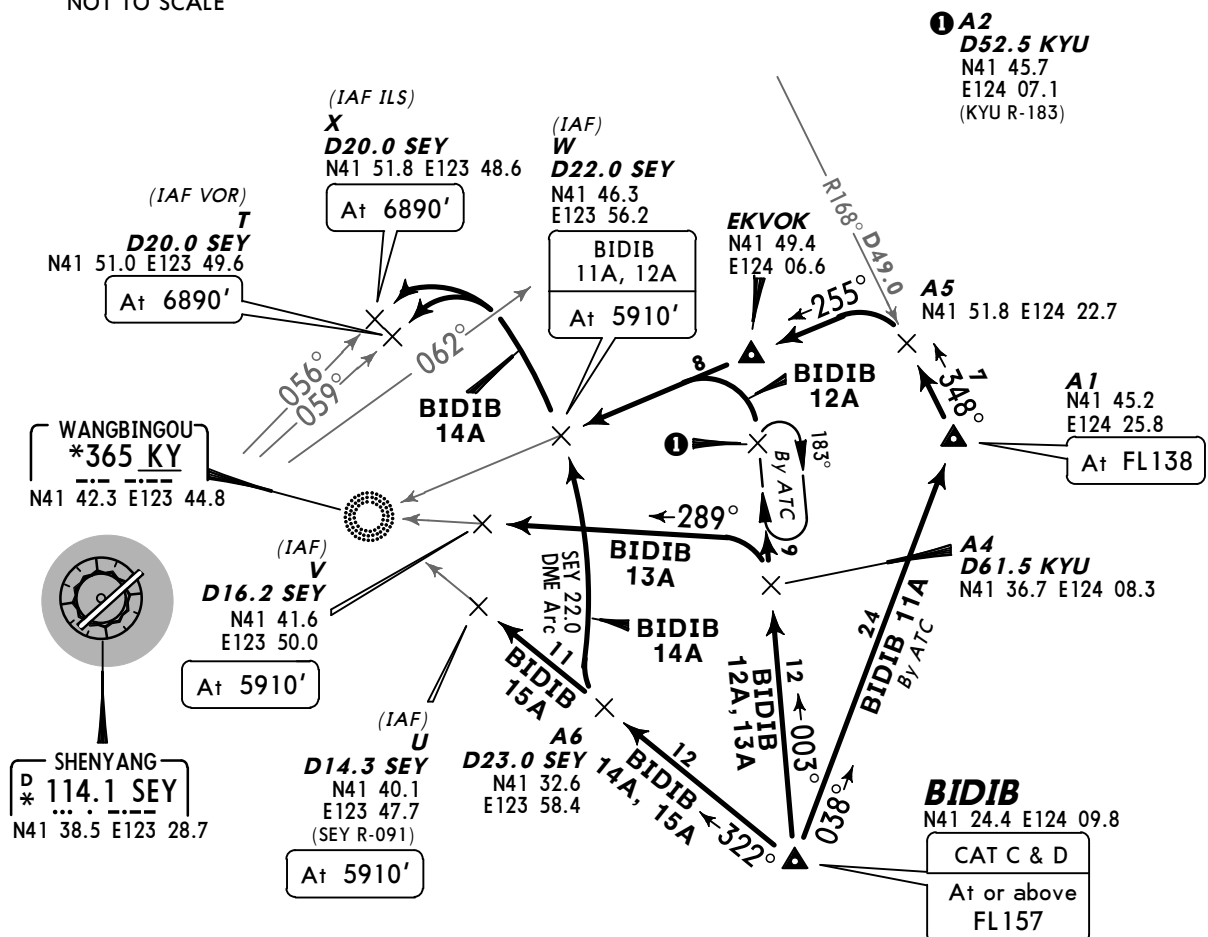 NOT TO SCALE
❶ A2
D52.5 KYU
N41 45.7
E124 07.1
(KYU R-183)
(IAF ILS)
X
D20.0 SEY
N41 51.8 E123 48.6
At 6890'
(IAF)
W
D22.0 SEY
N41 46.3
E123 56.2
BIDIB
11A, 12A
At 5910'
(IAF VOR)
T
D20.0 SEY
N41 51.0 E123 49.6
At 6890'
EKVOK
N41 49.4
E124 06.6
R168° D49.0
A5
N41 51.8 E124 22.7
255°
7
348°
A1
N41 45.2
E124 25.8
At FL138
056°
059°
062°
BIDIB
14A
8
BIDIB
12A
❶
183°
By ATC
9
WANGBINGOU
*365 KY
N41 42.3 E123 44.8
289°
BIDIB
13A
(IAF)
V
D16.2 SEY
N41 41.6
E123 50.0
At 5910'
A4
D61.5 KYU
N41 36.7 E124 08.3
SEY 22.0
DME Arc
BIDIB
14A
11
BIDIB
15A
24
BIDIB 11A
By ATC
12
003°
BIDIB
12A, 13A
038°
SHENYANG
D
* 114.1 SEY
N41 38.5 E123 28.7
(IAF)
U
D14.3 SEY
N41 40.1
E123 47.7
(SEY R-091)
At 5910'
A6
D23.0 SEY
N41 32.6
E123 58.4
12
BIDIB
14A, 15A
322°
BIDIB
N41 24.4 E124 09.8
CAT C & D
At or above
FL157